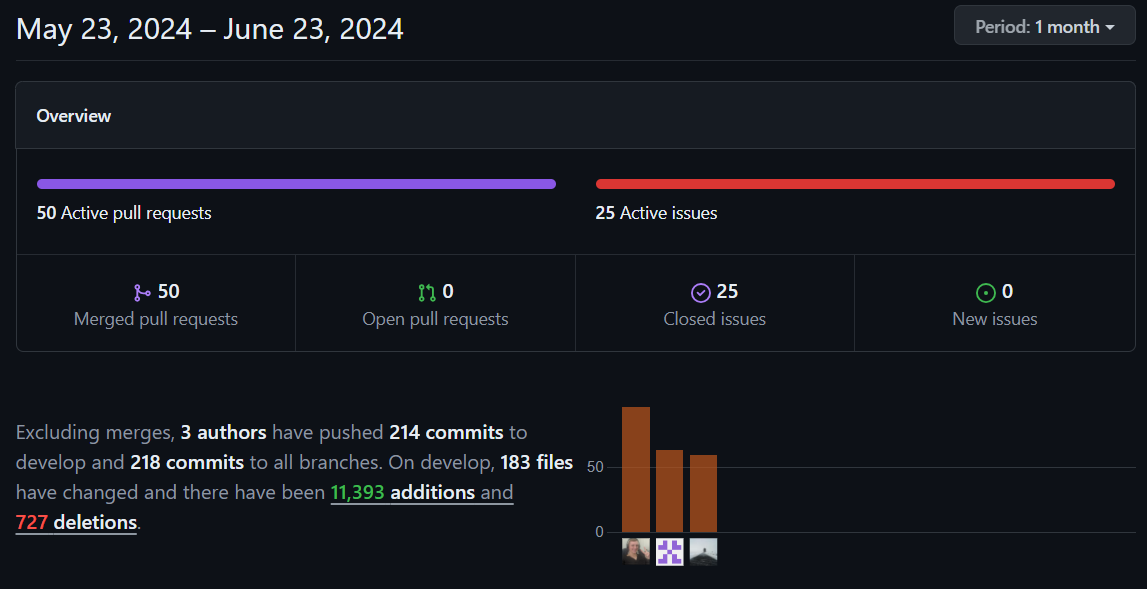 May 23, 2024 – June 23, 2024
Period: 1 month
Overview
50 Active pull requests
25 Active issues
50
Merged pull requests
0
Open pull requests
25
Closed issues
0
New issues
Excluding merges, 3 authors have pushed 214 commits to
develop and 218 commits to all branches. On develop, 183 files
have changed and there have been 11,393 additions and
727 deletions.
50
0